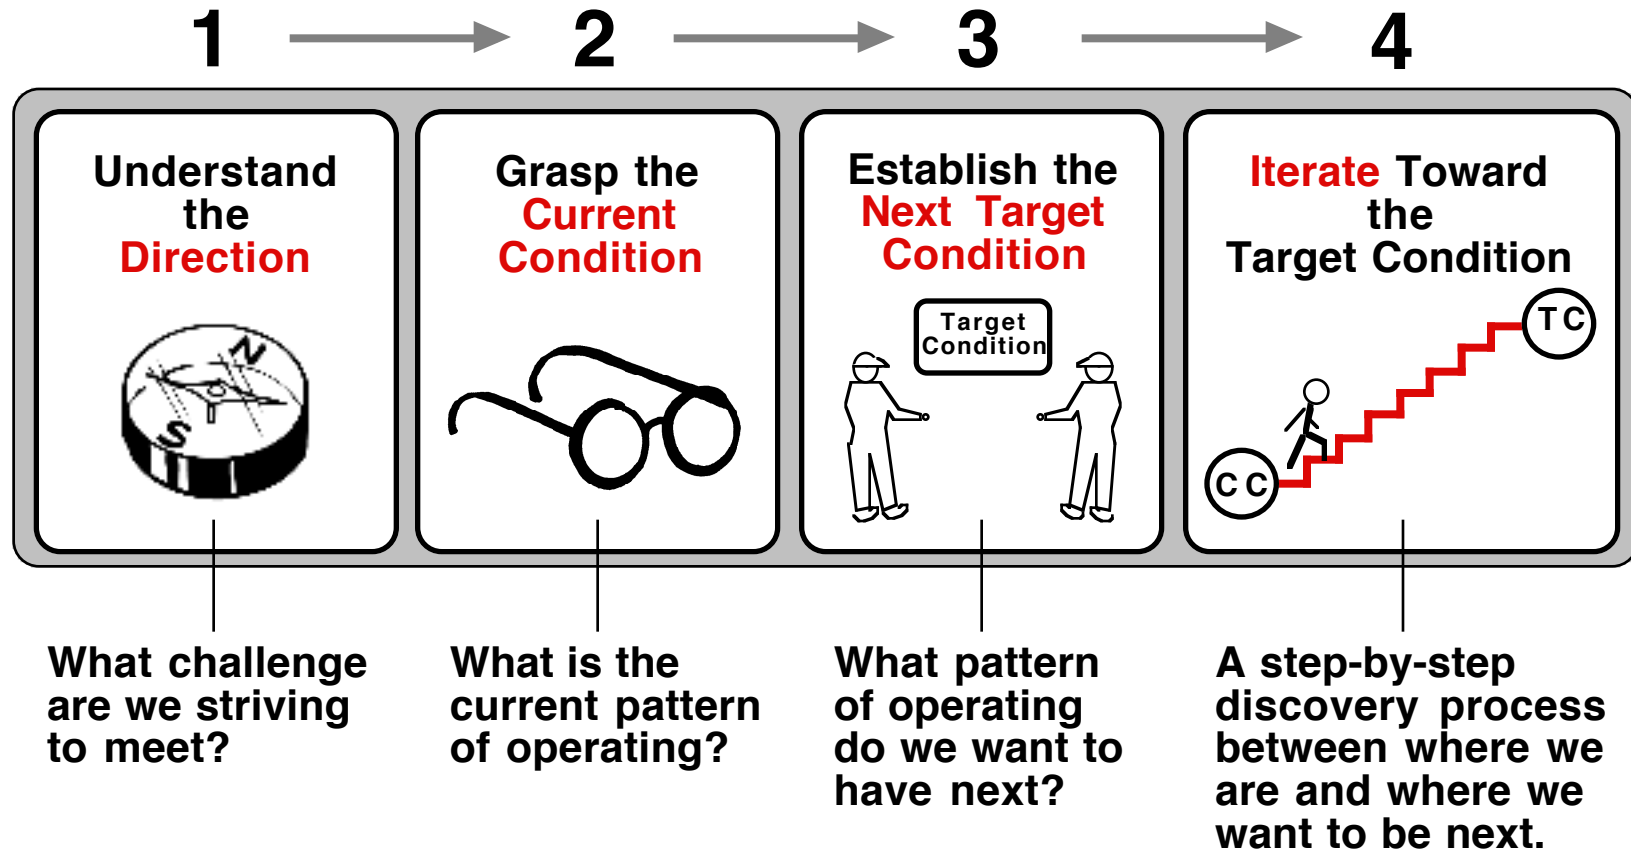 1
2
3
4
Understand
the
Direction
N
S
Grasp the
Current
Condition
Establish the
Next Target
Condition
Target
Condition
Iterate Toward
the
Target Condition
TC
CC
What challenge
are we striving
to meet?
What is the
current pattern
of operating?
What pattern
of operating
do we want to
have next?
A step-by-step
discovery process
between where we
are and where we
want to be next.